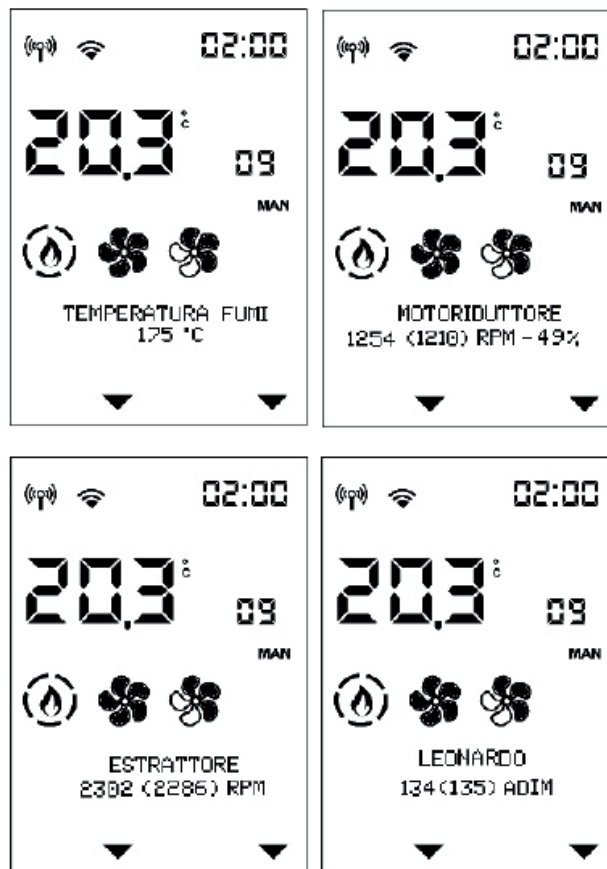 02:00
20.3 °C
09
MAN
TEMPERATURA FUMI
175 °C
02:00
20.3 °C
09
MAN
MOTORIDUTTORE
1254 (1210) RPM - 49%
02:00
20.3 °C
09
MAN
ESTRATTORE
2302 (2286) RPM
02:00
20.3 °C
09
MAN
LEONARDO
134(135) ADIM